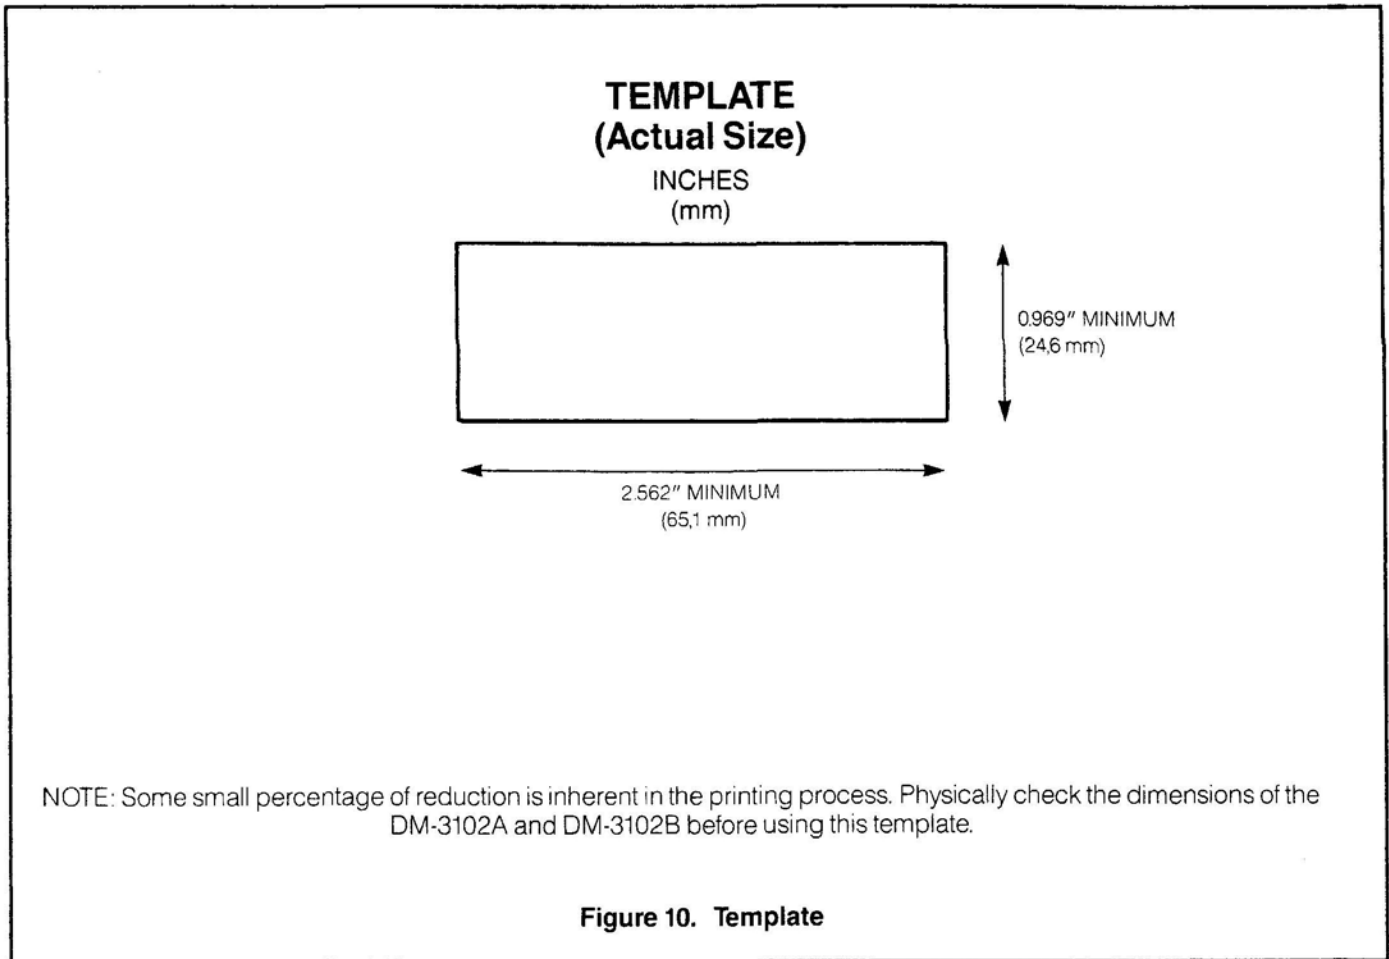 TEMPLATE
(Actual Size)
INCHES
(mm)
0.969" MINIMUM
(24,6 mm)
2.562" MINIMUM
(65,1 mm)
NOTE: Some small percentage of reduction is inherent in the printing process. Physically check the dimensions of the
DM-3102A and DM-3102B before using this template.
Figure 10. Template